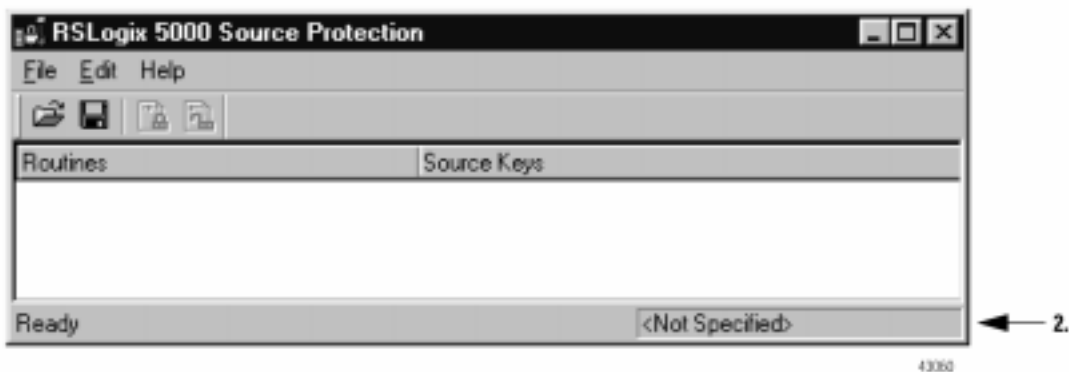 RSLogix 5000 Source Protection
File Edit Help
Routines Source Keys
Ready <Not Specified> 2.
43060